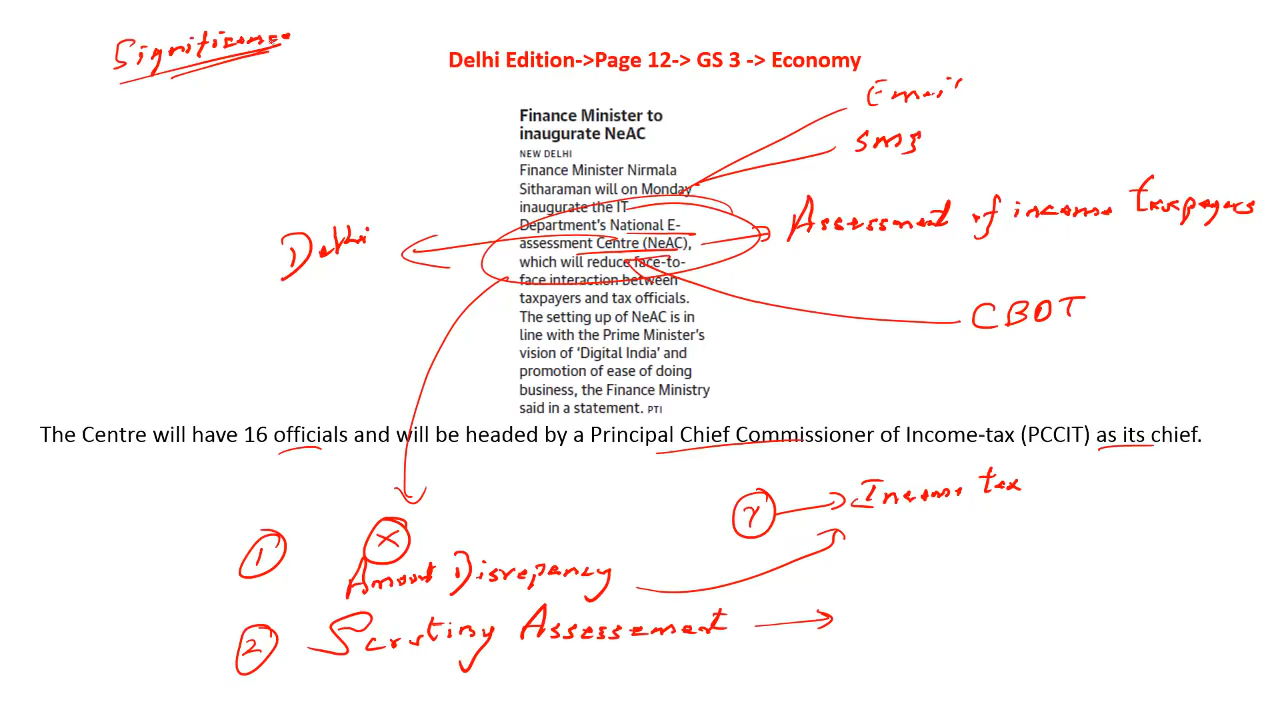 Significance
Delhi Edition->Page 12-> GS 3 -> Economy
Email
SMS
Finance Minister to
inaugurate NeAC
NEW DELHI
Finance Minister Nirmala
Sitharaman will on Monday
inaugurate the IT
Department's National E-
assessment Centre (NeAC),
which will reduce face-to-
face interaction between
taxpayers and tax officials.
The setting up of NeAC is in
line with the Prime Minister's
vision of 'Digital India' and
promotion of ease of doing
business, the Finance Ministry
said in a statement. PTI
Assessment of income taxpayers
Delhi
CBDT
The Centre will have 16 officials and will be headed by a Principal Chief Commissioner of Income-tax (PCCIT) as its chief.
Y Income tax
1 X
Amount Disrepency
2 Scrutiny Assessment